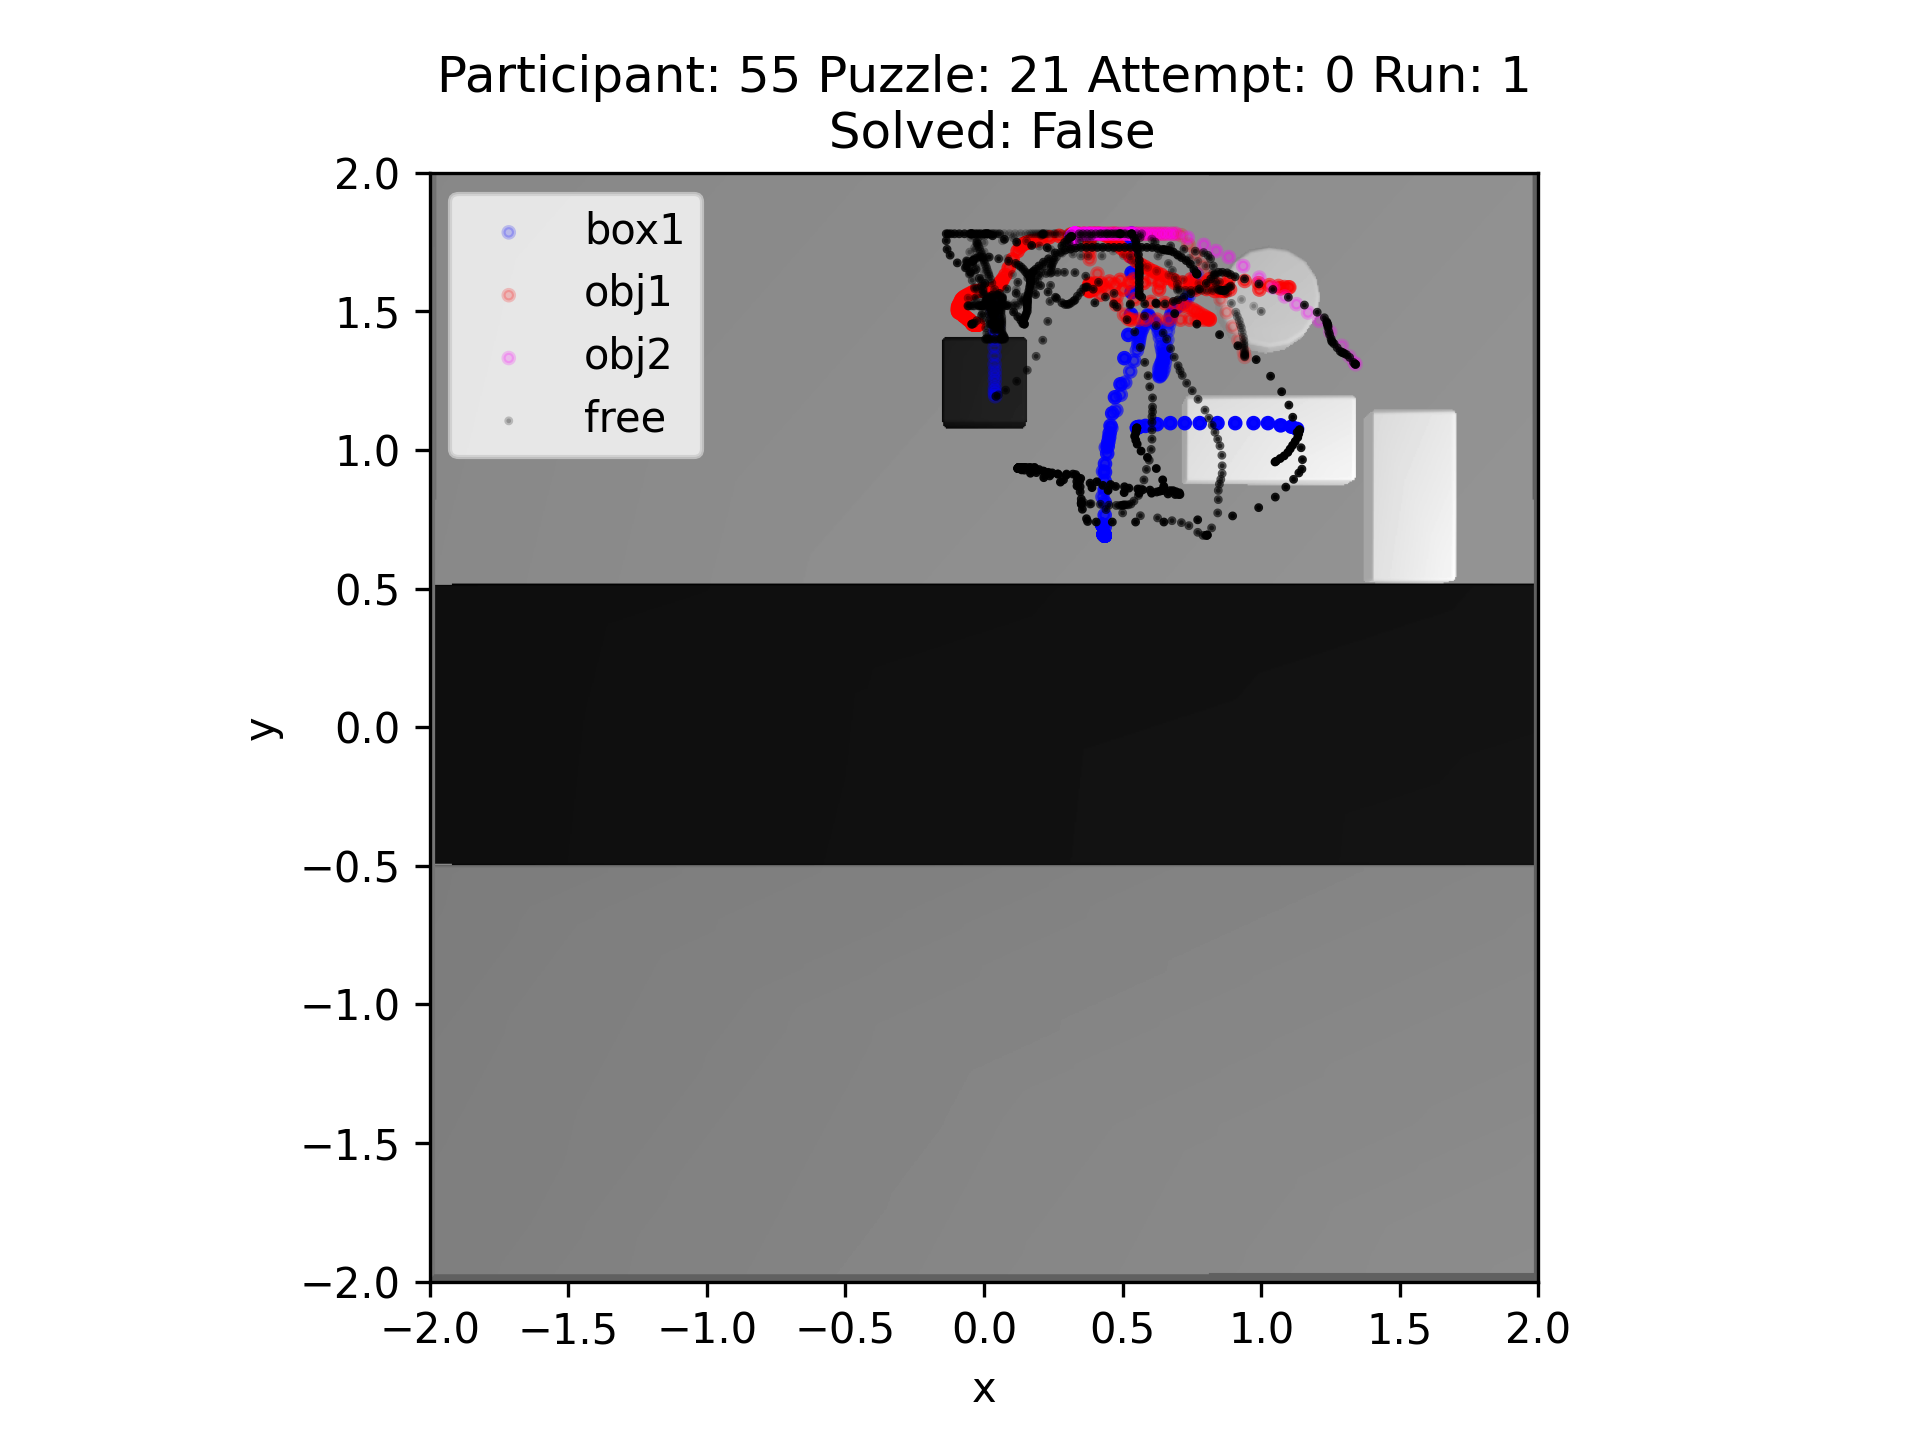 Participant: 55 Puzzle: 21 Attempt: 0 Run: 1
Solved: False
box1
obj1
obj2
free
2.0
1.5
1.0
0.5
0.0
−0.5
−1.0
−1.5
−2.0
y
−2.0 −1.5 −1.0 −0.5 0.0 0.5 1.0 1.5 2.0
x